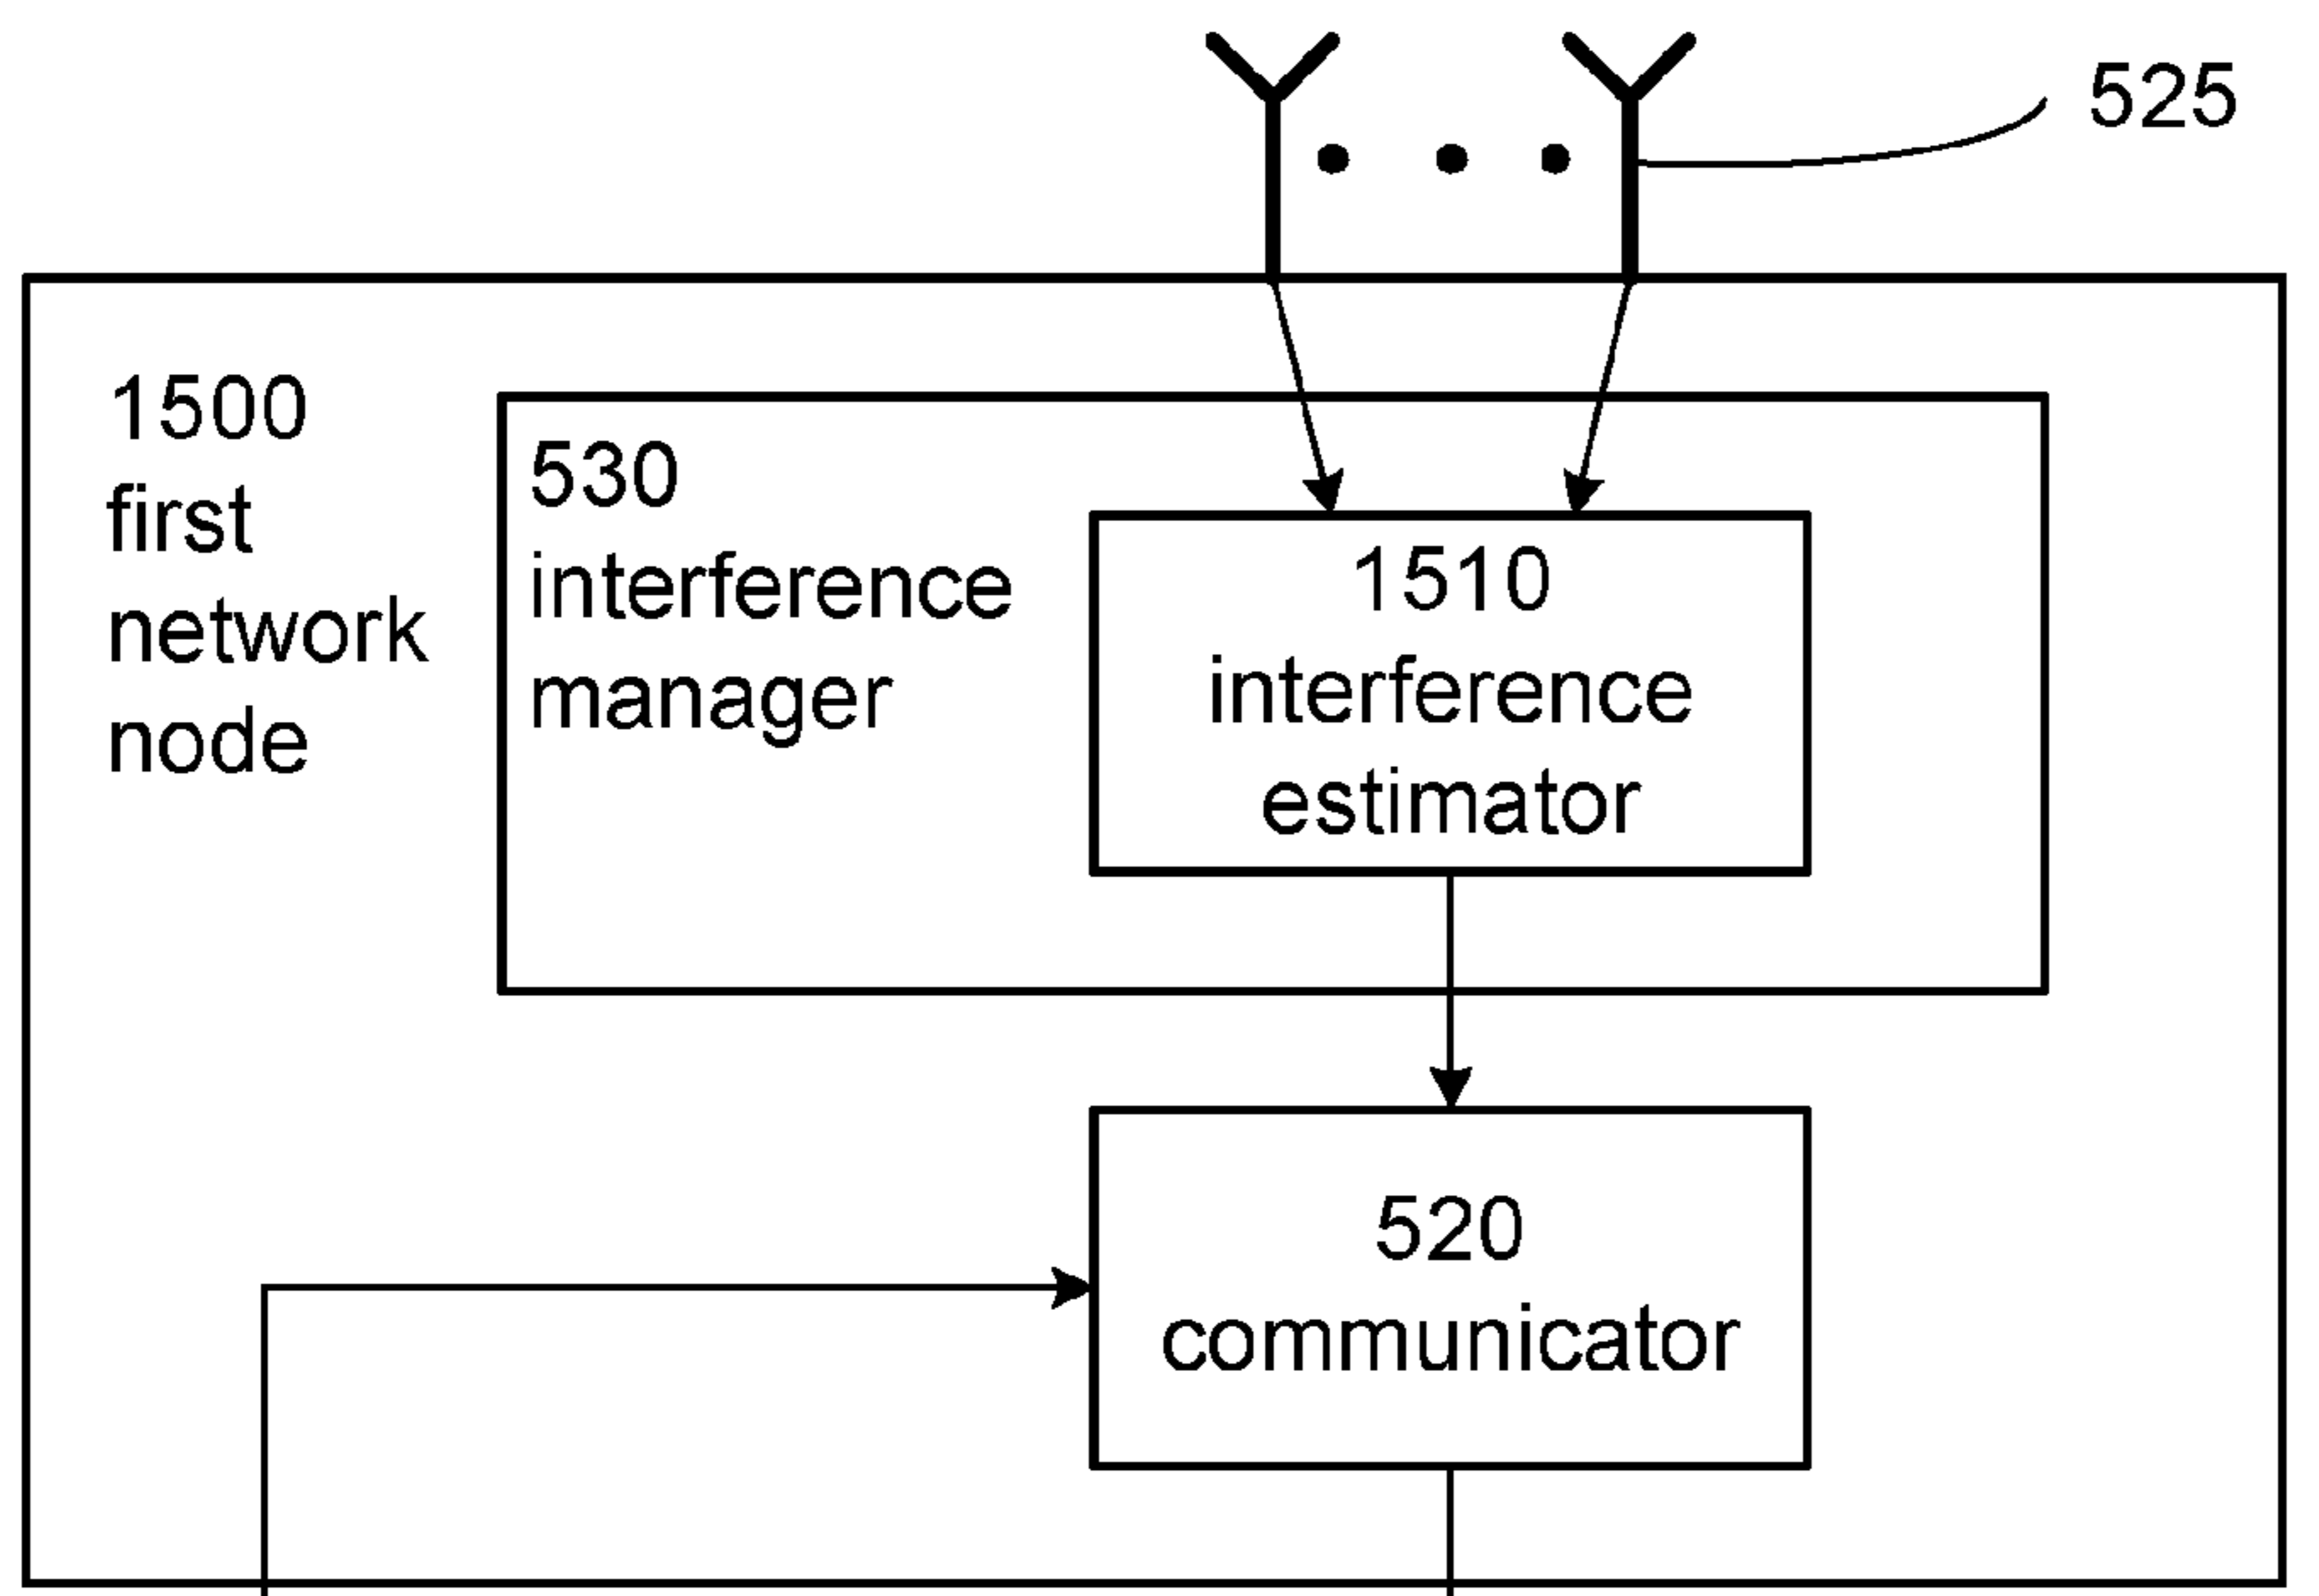 525
1500
first
network
node
530
interference
manager
1510
interference
estimator
520
communicator